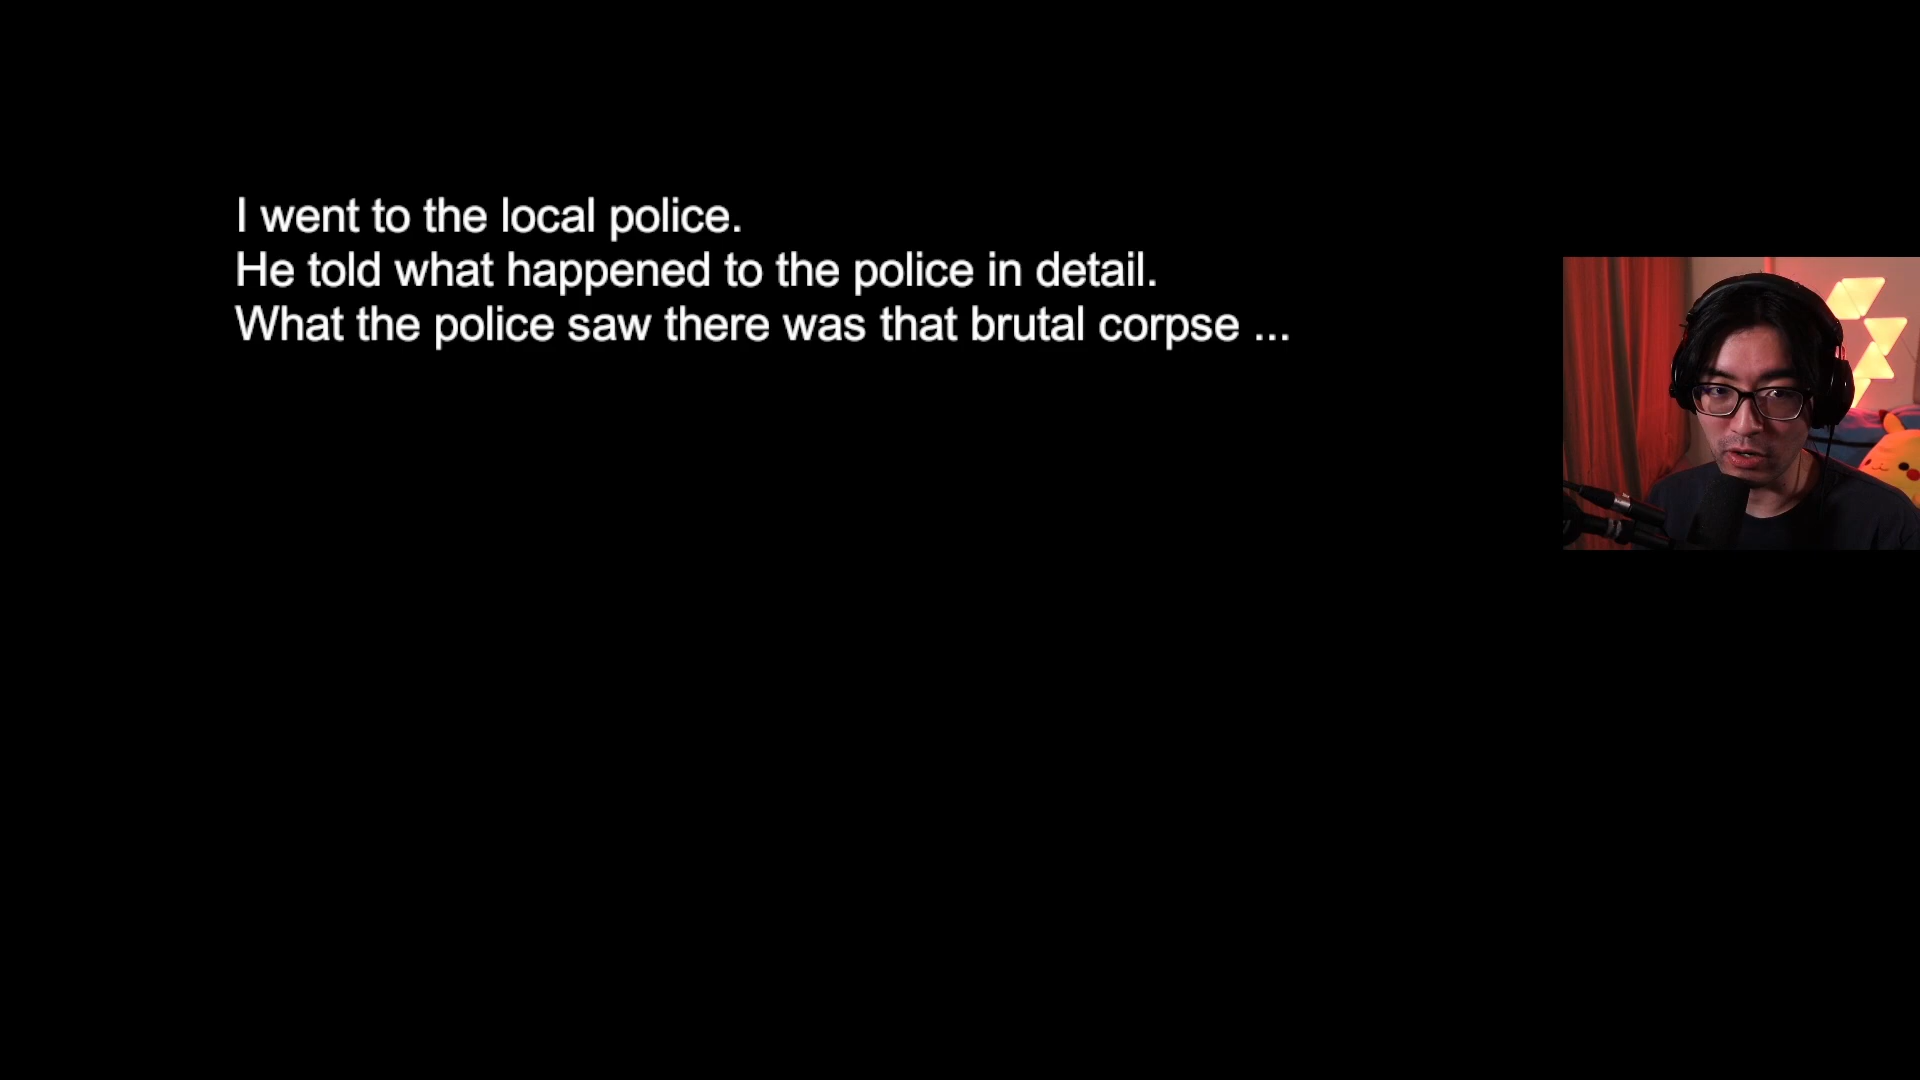 I went to the local police.
He told what happened to the police in detail.
What the police saw there was that brutal corpse ...